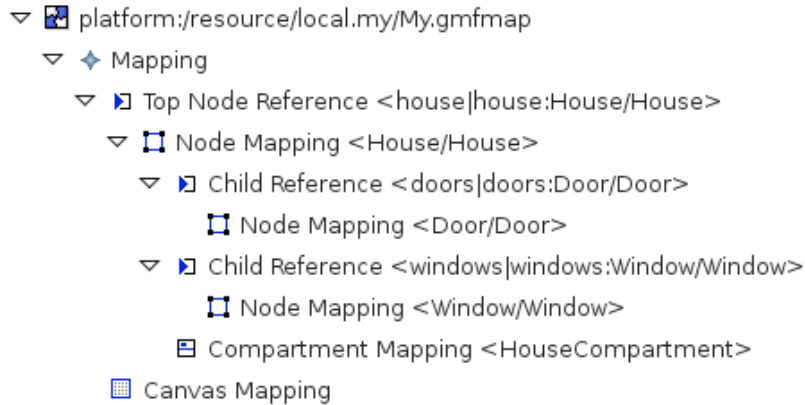 platform:/resource/local.my/My.gmfmap
Mapping
Top Node Reference <house|house:House/House>
Node Mapping <House/House>
Child Reference <doors|doors:Door/Door>
Node Mapping <Door/Door>
Child Reference <windows|windows:Window/Window>
Node Mapping <Window/Window>
Compartment Mapping <HouseCompartment>
Canvas Mapping